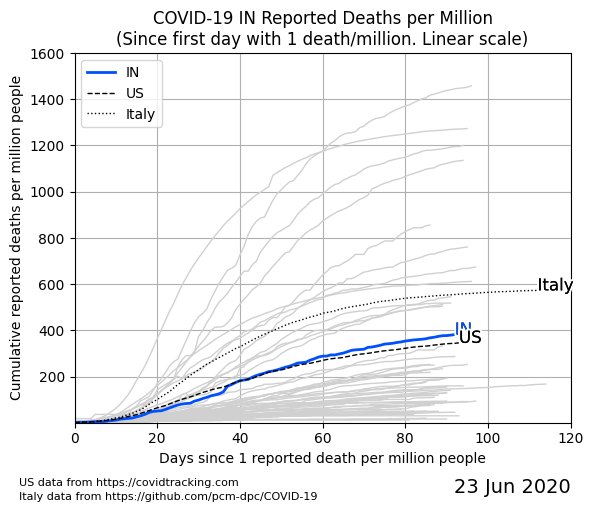 COVID-19 IN Reported Deaths per Million
(Since first day with 1 death/million. Linear scale)
Cumulative reported deaths per million people
1600
1400
1200
1000
800
600
400
200
IN
US
Italy
Italy
IN
US
0
20
40
60
80
100
120
Days since 1 reported death per million people
US data from https://covidtracking.com
Italy data from https://github.com/pcm-dpc/COVID-19
23 Jun 2020